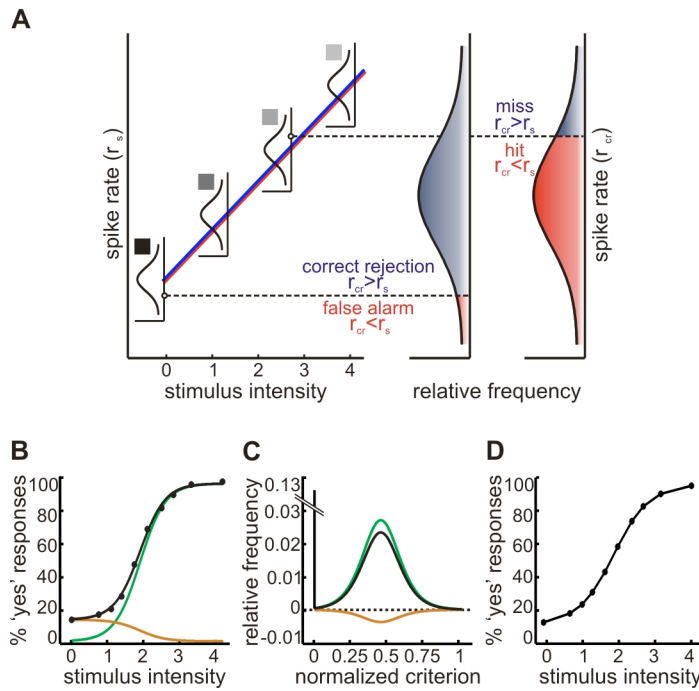 A
spike rate (r_s)
miss
r_cr>r_s
hit
r_cr<r_s
spike rate (r_cr)
correct rejection
r_cr>r_s
false alarm
r_cr<r_s
0 1 2 3 4
stimulus intensity
relative frequency
B
% 'yes' responses
100
80
60
40
20
0
0 1 2 3 4
stimulus intensity
C
relative frequency
0.13
0.03
0.02
0.01
0
-0.01
0 0.25 0.5 0.75 1
normalized criterion
D
% 'yes' responses
100
80
60
40
20
0
0 1 2 3 4
stimulus intensity